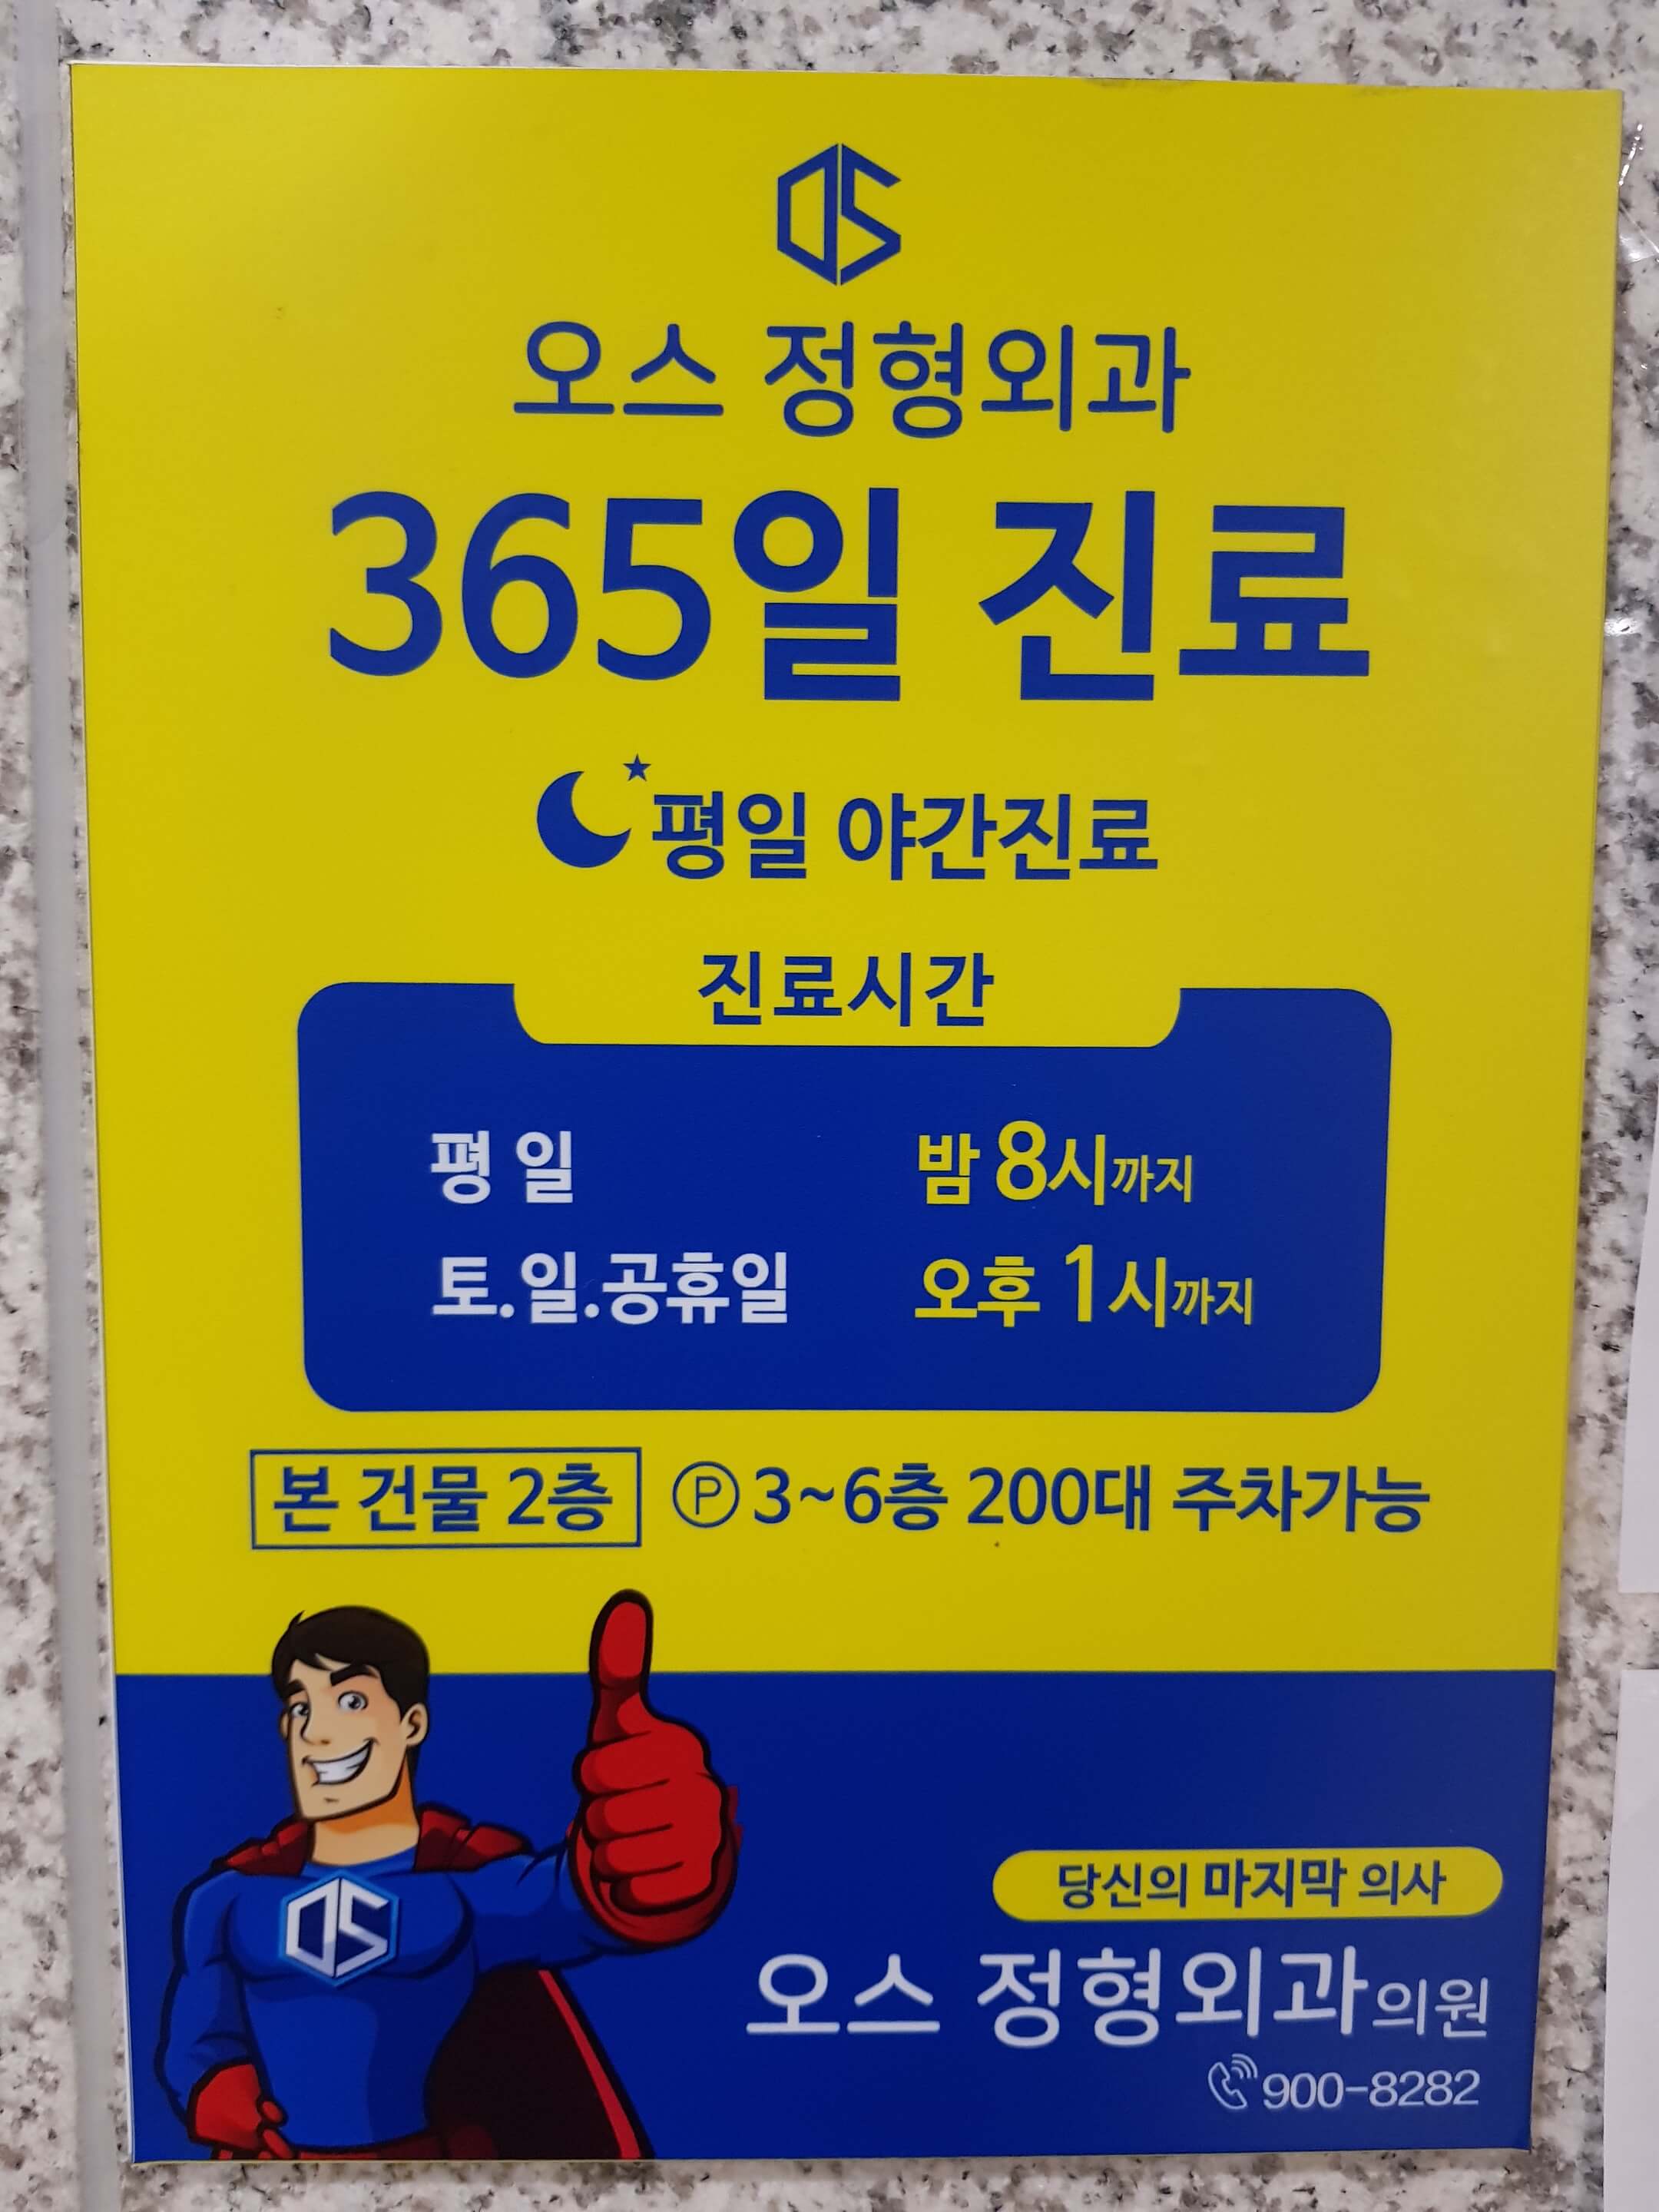 OS
오스 정형외과
365일 진료
평일 야간진료
진료시간
평일 밤 8시까지
토.일.공휴일 오후 1시까지
본 건물 2층 Ⓟ 3~6층 200대 주차가능
OS
당신의 마지막 의사
오스 정형외과의원
900-8282